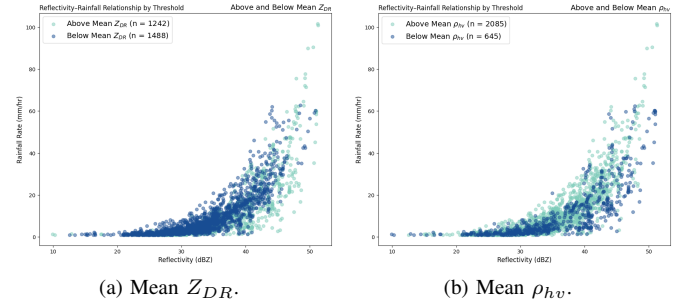 Reflectivity–Rainfall Relationship by Threshold
Above and Below Mean Z_DR
Above Mean Z_DR (n = 1242)
Below Mean Z_DR (n = 1488)
Rainfall Rate (mm/hr)
100
80
60
40
20
0
10
20
30
40
50
Reflectivity (dBZ)
(a) Mean Z_DR.
Reflectivity–Rainfall Relationship by Threshold
Above and Below Mean ρ_hv
Above Mean ρ_hv (n = 2085)
Below Mean ρ_hv (n = 645)
Rainfall Rate (mm/hr)
100
80
60
40
20
0
10
20
30
40
50
Reflectivity (dBZ)
(b) Mean ρ_hv.